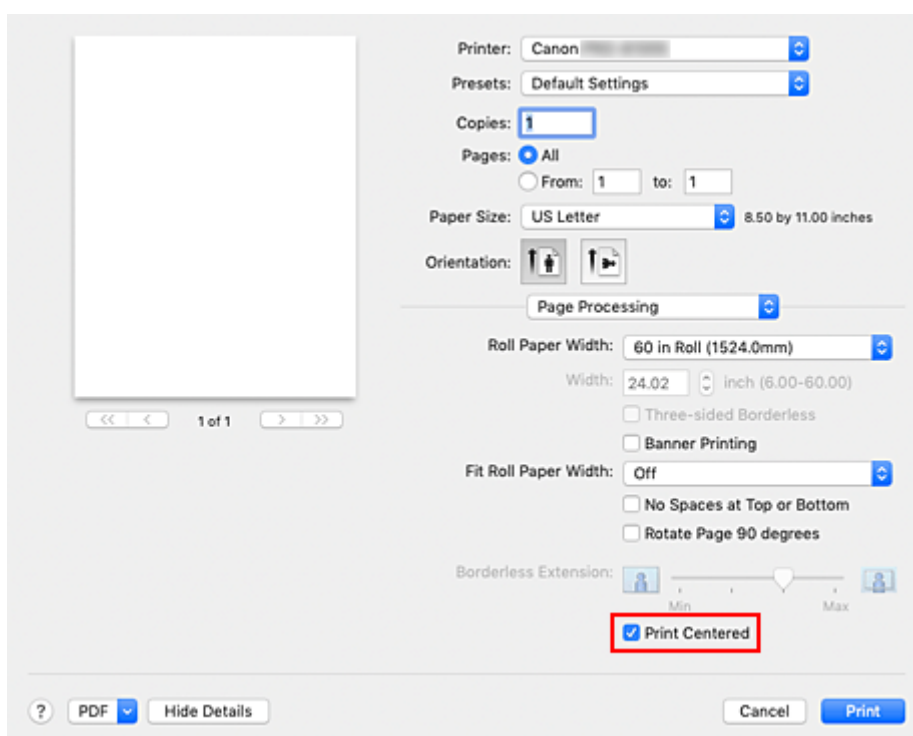 Printer: Canon
Presets: Default Settings
Copies: 1
Pages: All
From: 1 to: 1
Paper Size: US Letter 8.50 by 11.00 inches
Orientation:
Page Processing
Roll Paper Width: 60 in Roll (1524.0mm)
Width: 24.02 inch (6.00-60.00)
Three-sided Borderless
<< < 1 of 1 > >>
Banner Printing
Fit Roll Paper Width: Off
No Spaces at Top or Bottom
Rotate Page 90 degrees
Borderless Extension:
Min Max
Print Centered
? PDF Hide Details Cancel Print